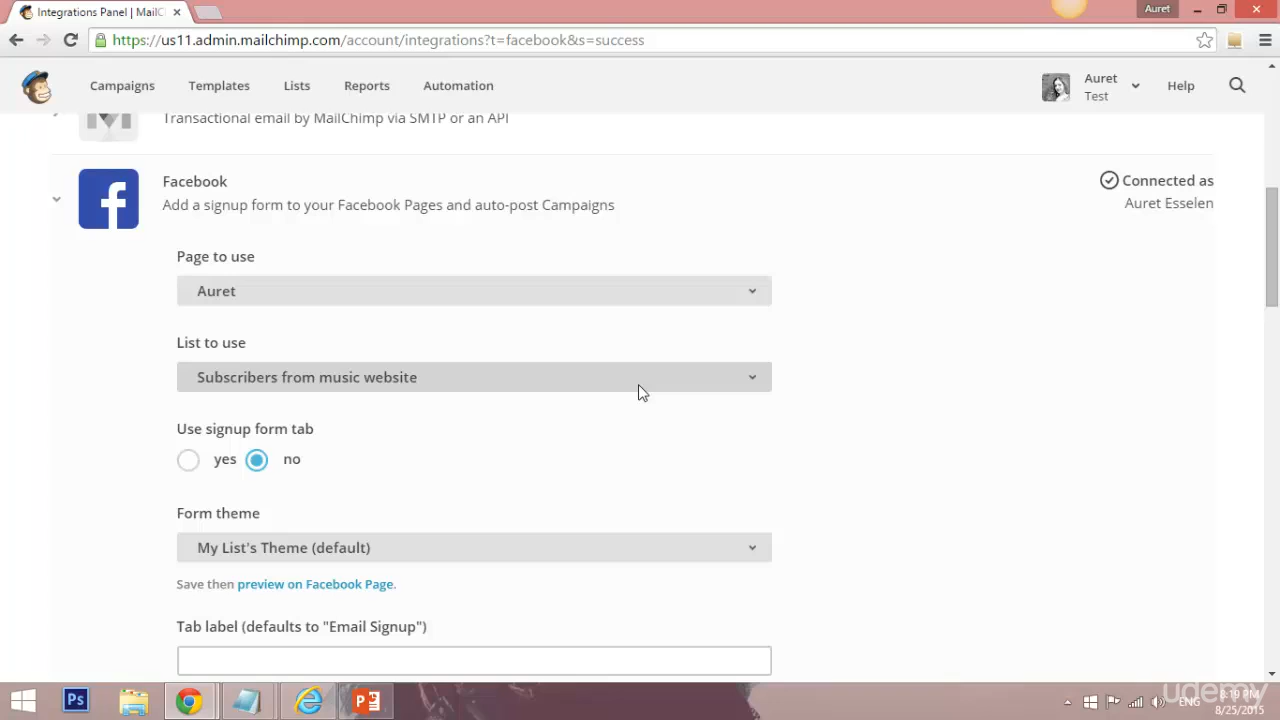 Integrations Panel | MailC
Auret
https://us11.admin.mailchimp.com/account/integrations?t=facebook&s=success
Campaigns Templates Lists Reports Automation
Auret
Test
Help
Transactional email by MailChimp via SMTP or an API
Facebook
Add a signup form to your Facebook Pages and auto-post Campaigns
Connected as
Auret Esselen
Page to use
Auret
List to use
Subscribers from music website
Use signup form tab
yes no
Form theme
My List's Theme (default)
Save then preview on Facebook Page.
Tab label (defaults to "Email Signup")
Ps
ENG
8:19 PM
8/25/2015
udemy